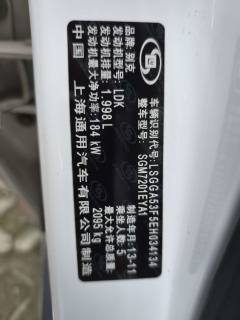 品牌: 别克
发动机型号: LDK
发动机排量: 1.998 L
发动机最大净功率: 184 kW
中国
车辆识别代号: LSGGA53F5EH034134
整车型号: SGM7201EYA1
制造年月: 13-11
乘坐人数: 5
最大允许总质量: 2095 kg
上海通用汽车有限公司制造